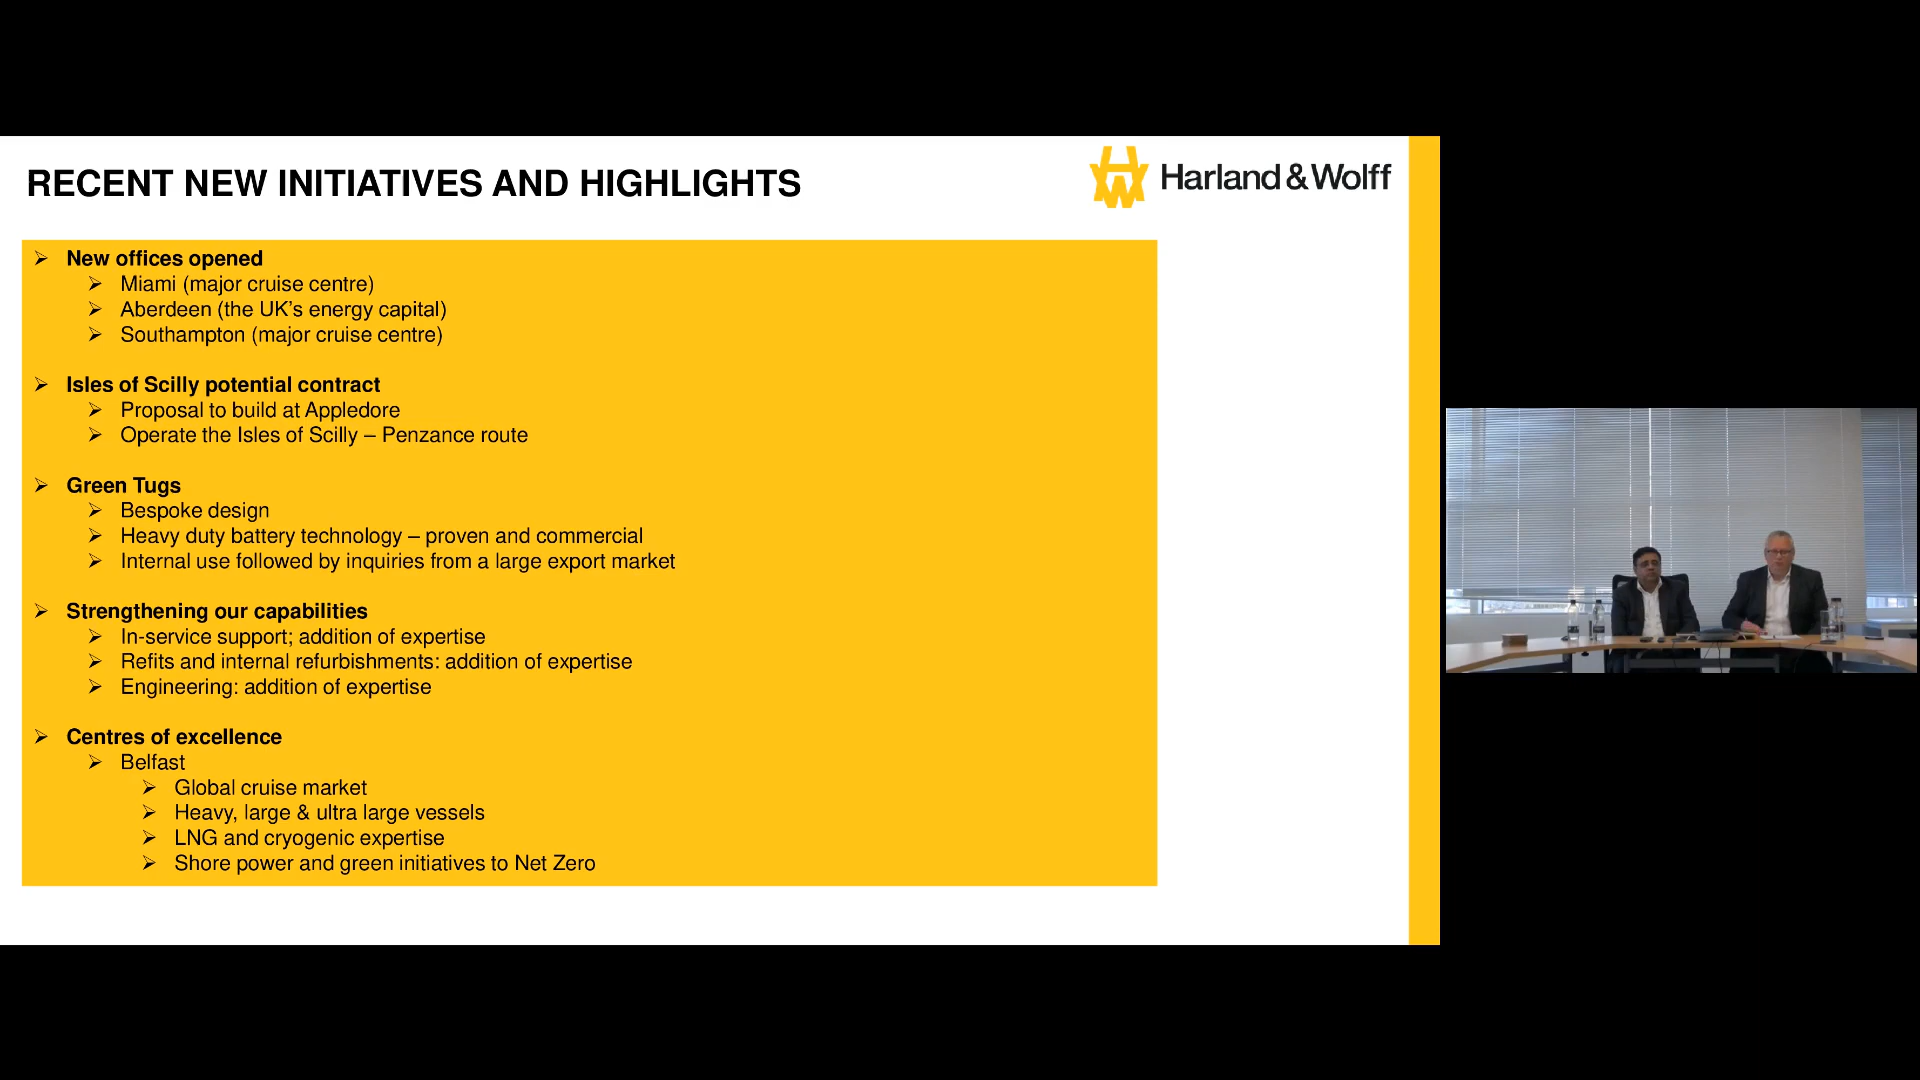 RECENT NEW INITIATIVES AND HIGHLIGHTS
Harland & Wolff
New offices opened
Miami (major cruise centre)
Aberdeen (the UK's energy capital)
Southampton (major cruise centre)
Isles of Scilly potential contract
Proposal to build at Appledore
Operate the Isles of Scilly – Penzance route
Green Tugs
Bespoke design
Heavy duty battery technology – proven and commercial
Internal use followed by inquiries from a large export market
Strengthening our capabilities
In-service support; addition of expertise
Refits and internal refurbishments: addition of expertise
Engineering: addition of expertise
Centres of excellence
Belfast
Global cruise market
Heavy, large & ultra large vessels
LNG and cryogenic expertise
Shore power and green initiatives to Net Zero